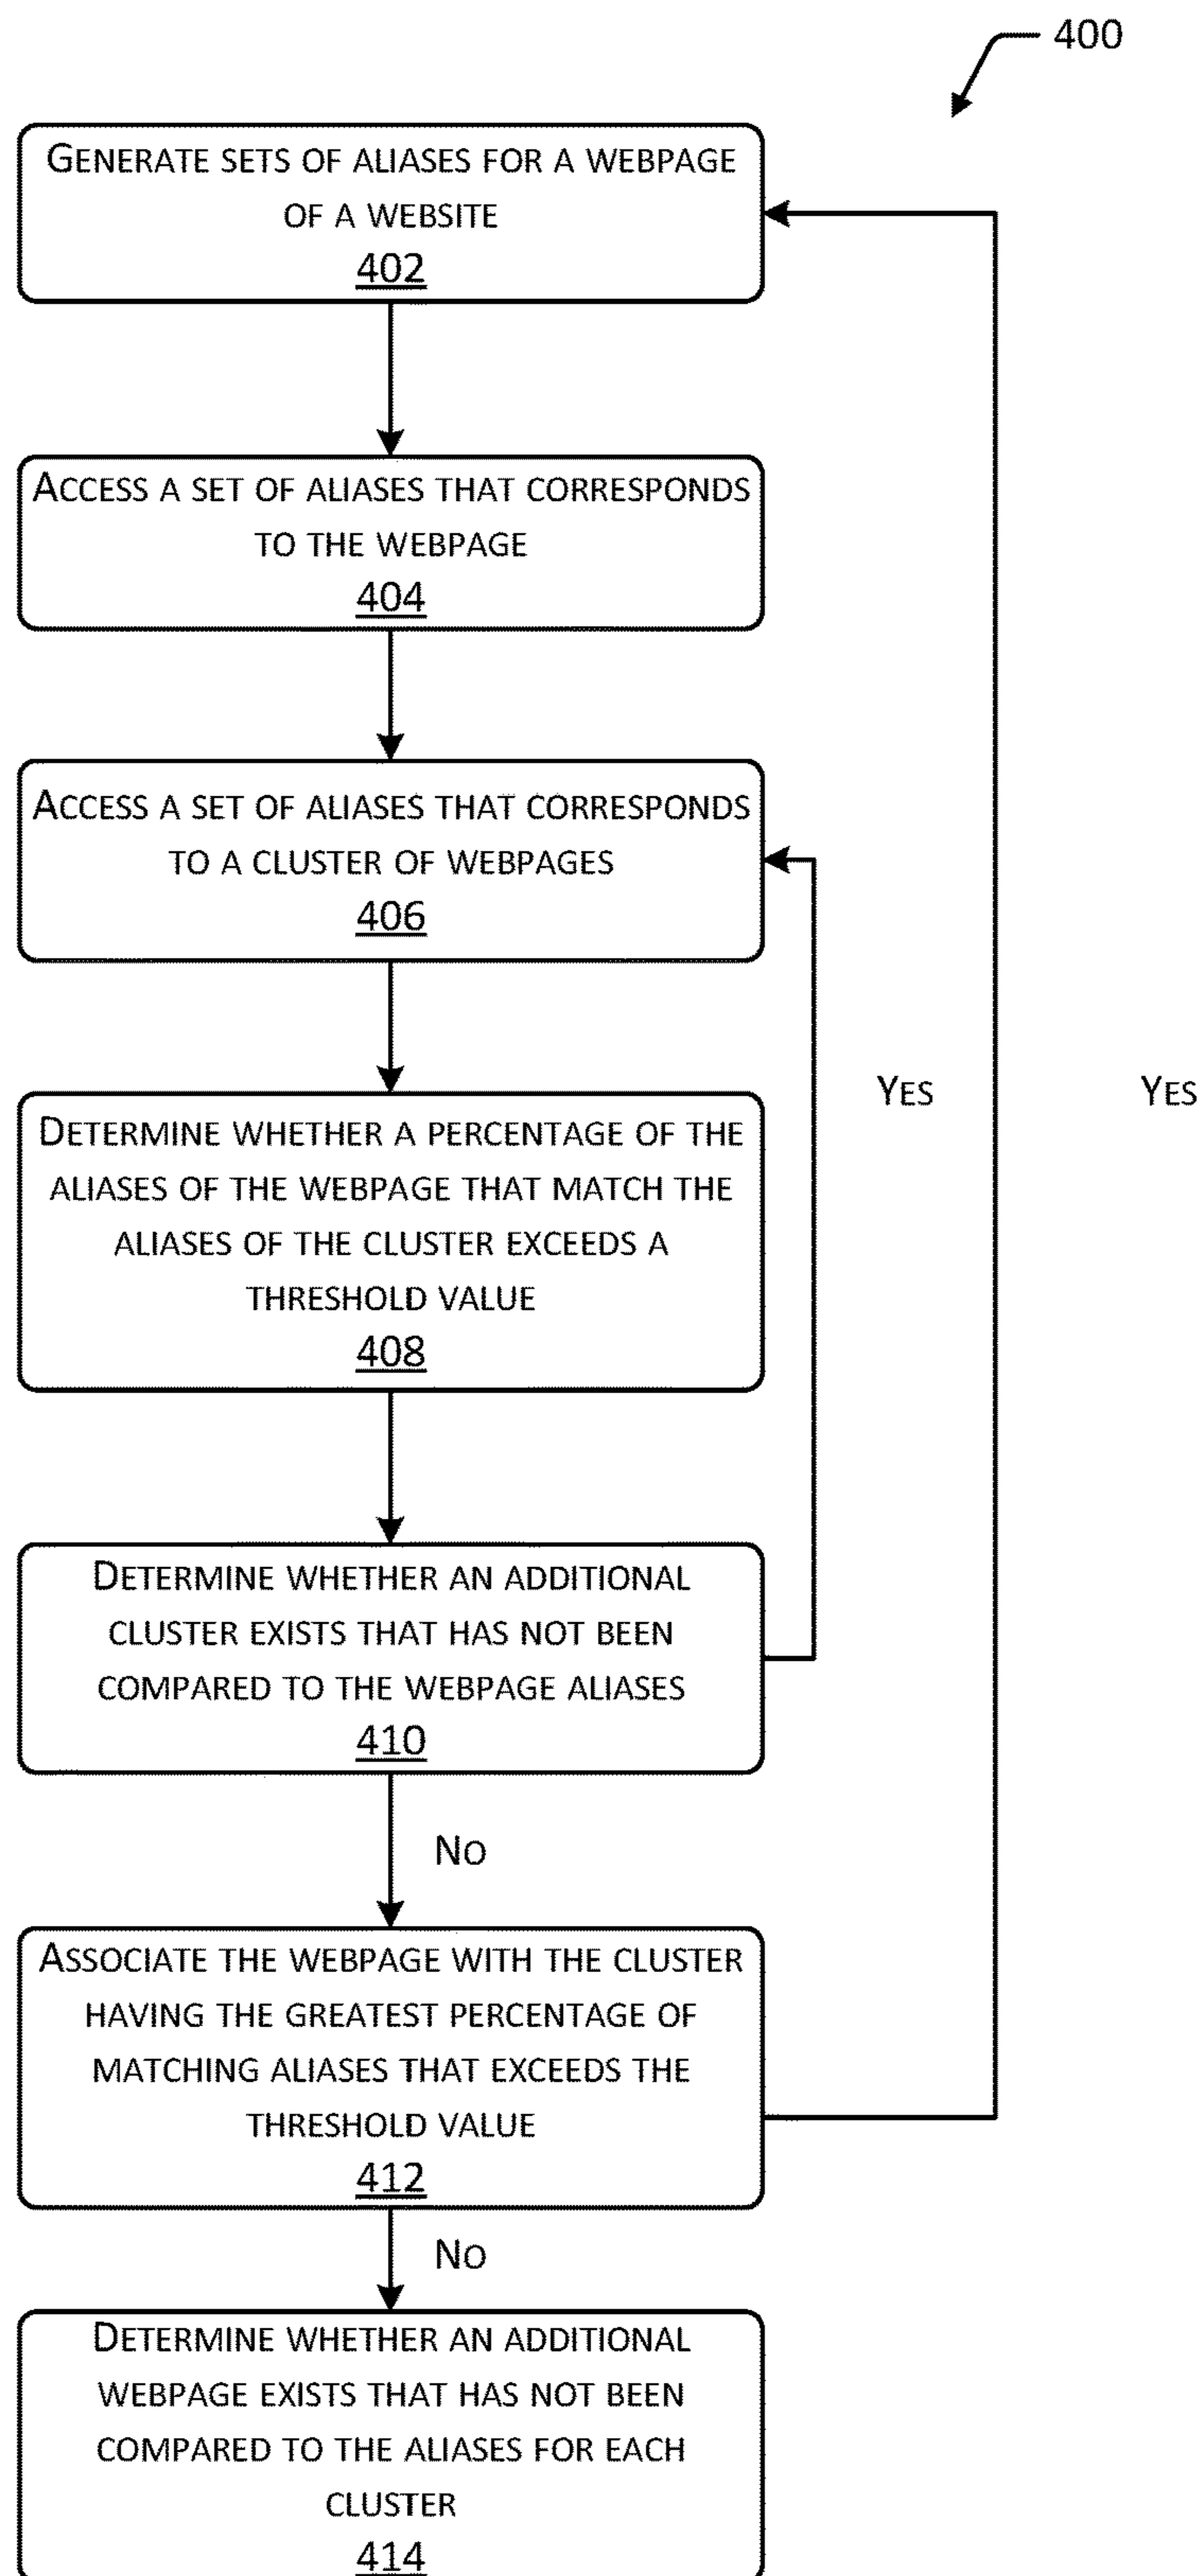 400
GENERATE SETS OF ALIASES FOR A WEBPAGE
OF A WEBSITE
402
ACCESS A SET OF ALIASES THAT CORRESPONDS
TO THE WEBPAGE
404
ACCESS A SET OF ALIASES THAT CORRESPONDS
TO A CLUSTER OF WEBPAGES
406
YES
YES
DETERMINE WHETHER A PERCENTAGE OF THE
ALIASES OF THE WEBPAGE THAT MATCH THE
ALIASES OF THE CLUSTER EXCEEDS A
THRESHOLD VALUE
408
DETERMINE WHETHER AN ADDITIONAL
CLUSTER EXISTS THAT HAS NOT BEEN
COMPARED TO THE WEBPAGE ALIASES
410
NO
ASSOCIATE THE WEBPAGE WITH THE CLUSTER
HAVING THE GREATEST PERCENTAGE OF
MATCHING ALIASES THAT EXCEEDS THE
THRESHOLD VALUE
412
NO
DETERMINE WHETHER AN ADDITIONAL
WEBPAGE EXISTS THAT HAS NOT BEEN
COMPARED TO THE ALIASES FOR EACH
CLUSTER
414